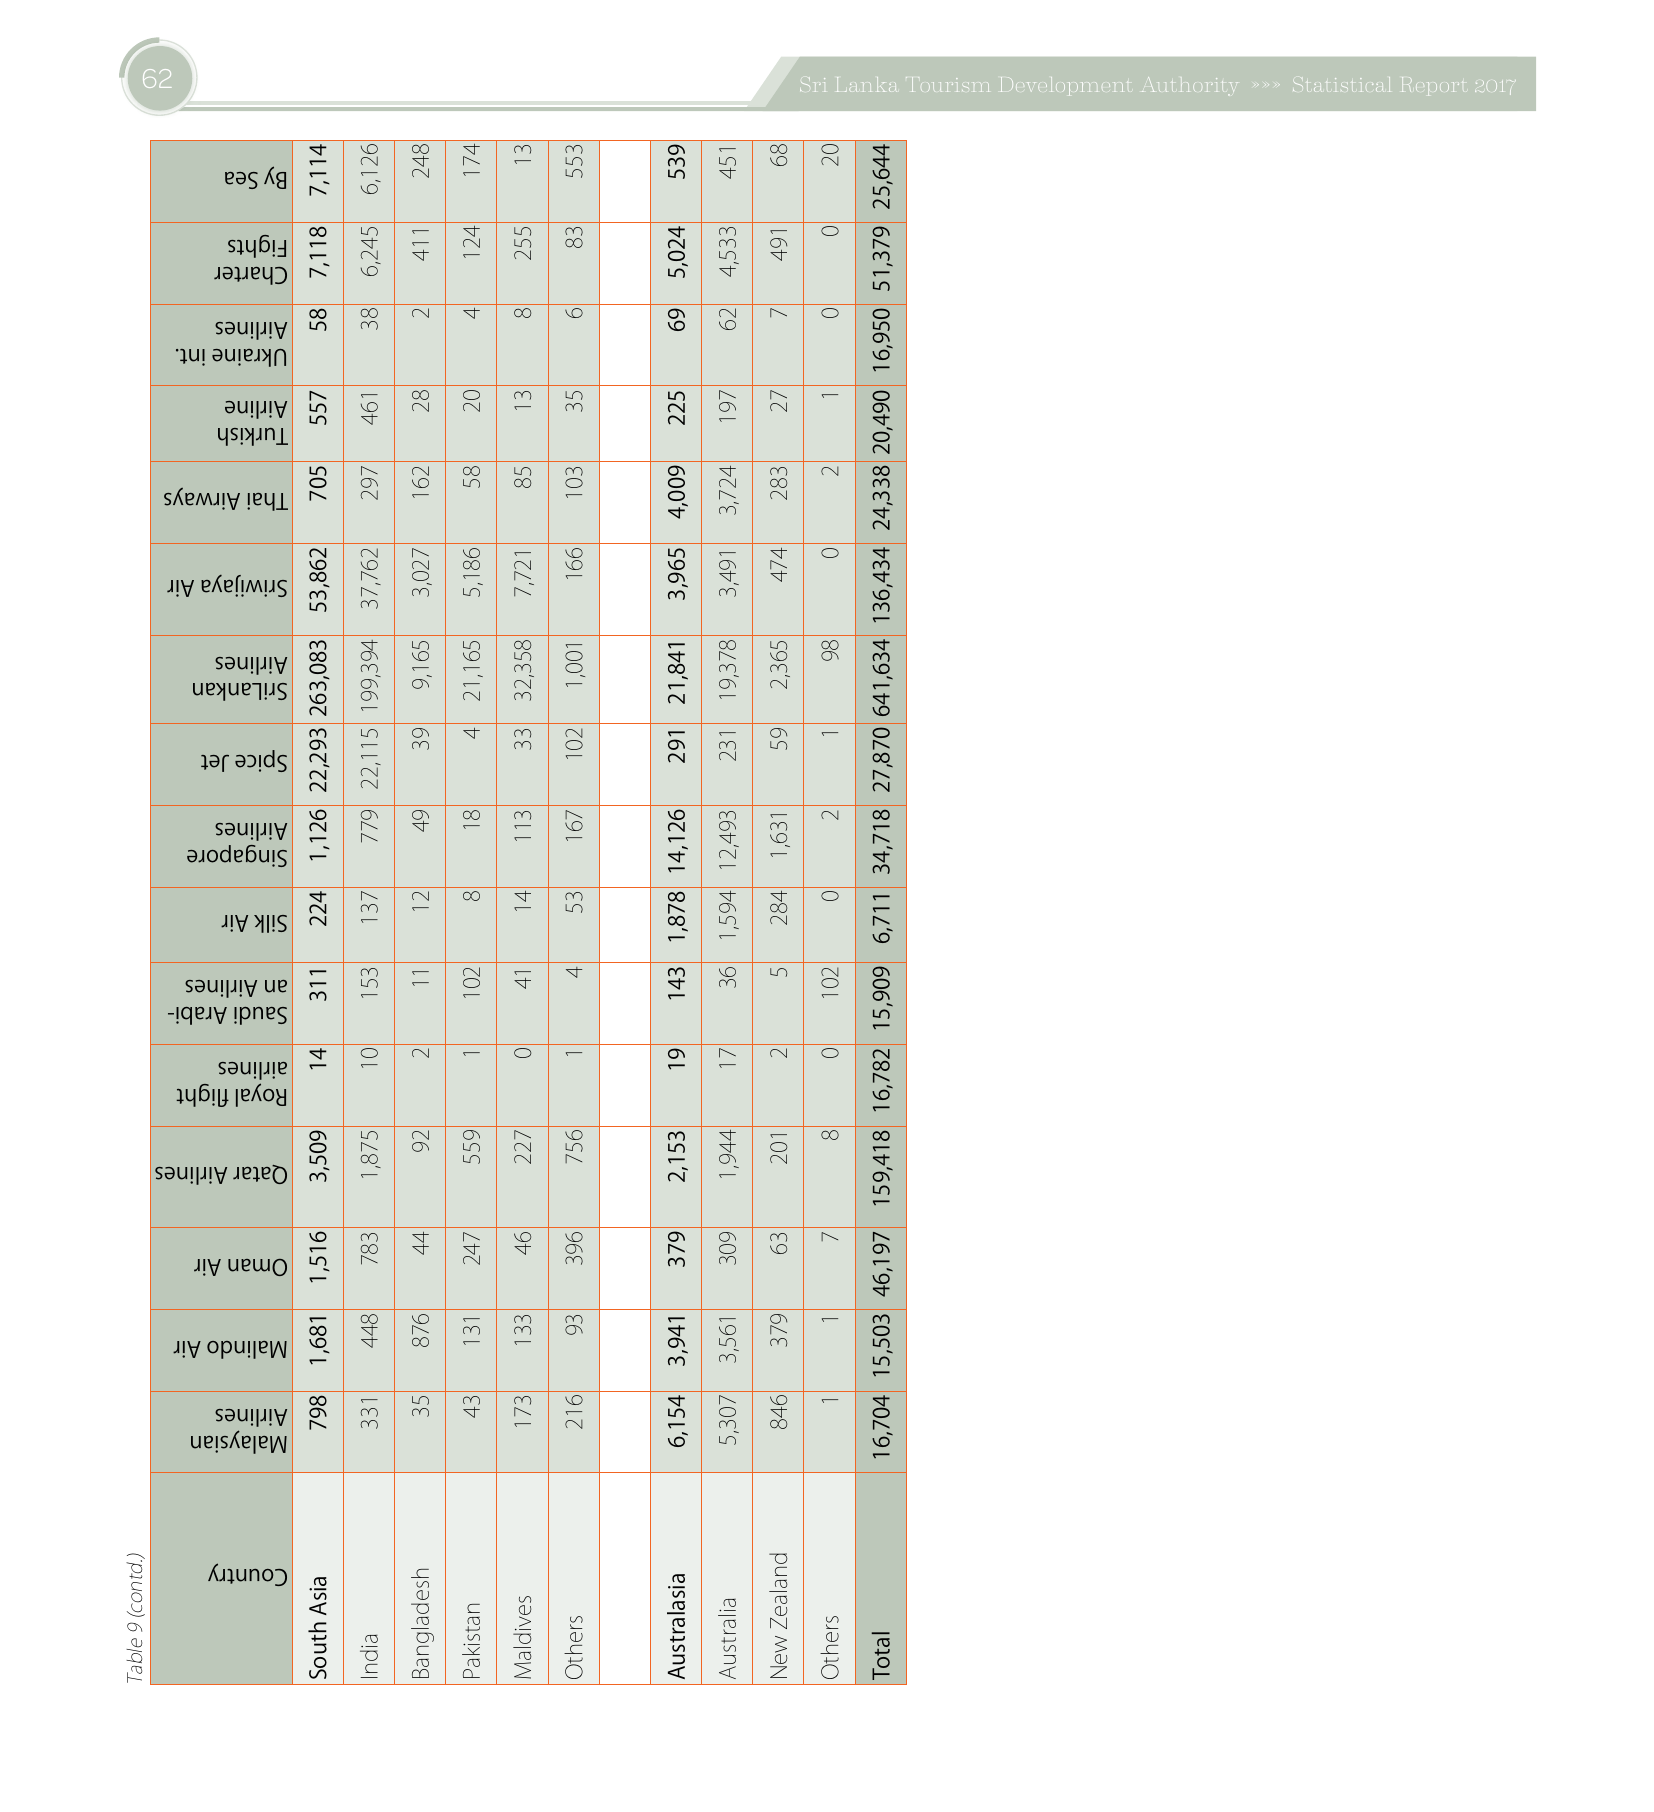 62
Sri Lanka Tourism Development Authority »»» Statistical Report 2017
Table 9 (contd.)
Country Malaysian Airlines Malindo Air Oman Air Qatar Airlines Royal flight airlines Saudi Arabi-an Airlines Silk Air Singapore Airlines Spice Jet SriLankan Airlines Sriwijaya Air Thai Airways Turkish Airline Ukraine int. Airlines Charter Fights By Sea
South Asia 798 1,681 1,516 3,509 14 311 224 1,126 22,293 263,083 53,862 705 557 58 7,118 7,114
India 331 448 783 1,875 10 153 137 779 22,115 199,394 37,762 297 461 38 6,245 6,126
Bangladesh 35 876 44 92 2 11 12 49 39 9,165 3,027 162 28 2 411 248
Pakistan 43 131 247 559 1 102 8 18 4 21,165 5,186 58 20 4 124 174
Maldives 173 133 46 227 0 41 14 113 33 32,358 7,721 85 13 8 255 13
Others 216 93 396 756 1 4 53 167 102 1,001 166 103 35 6 83 553
Australasia 6,154 3,941 379 2,153 19 143 1,878 14,126 291 21,841 3,965 4,009 225 69 5,024 539
Australia 5,307 3,561 309 1,944 17 36 1,594 12,493 231 19,378 3,491 3,724 197 62 4,533 451
New Zealand 846 379 63 201 2 5 284 1,631 59 2,365 474 283 27 7 491 68
Others 1 1 7 8 0 102 0 2 1 98 0 2 1 0 0 20
Total 16,704 15,503 46,197 159,418 16,782 15,909 6,711 34,718 27,870 641,634 136,434 24,338 20,490 16,950 51,379 25,644